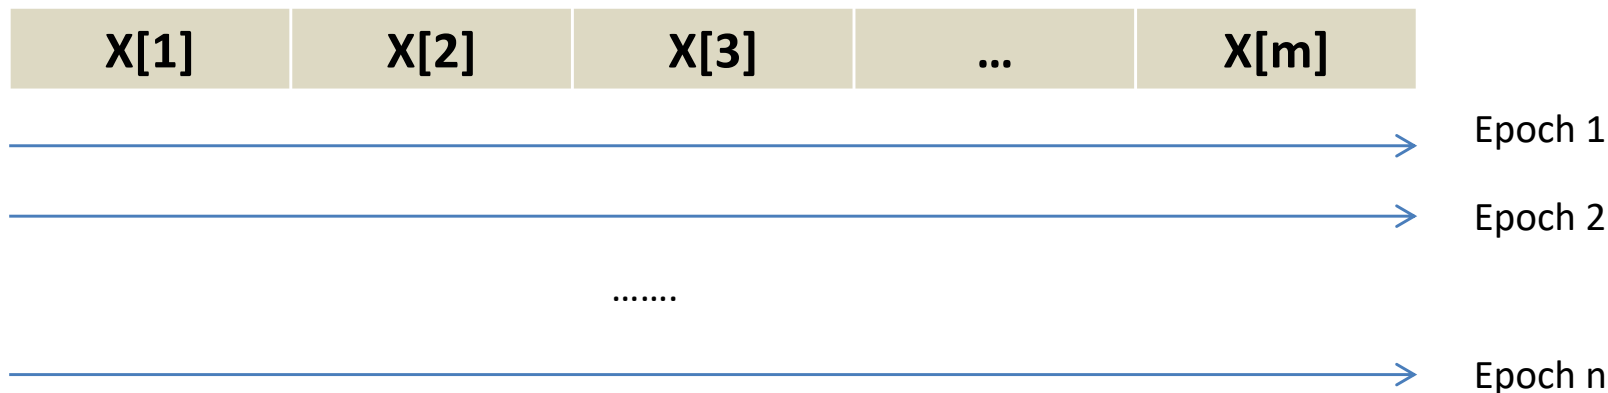 X[1] X[2] X[3] ... X[m]
Epoch 1
Epoch 2
.......
Epoch n